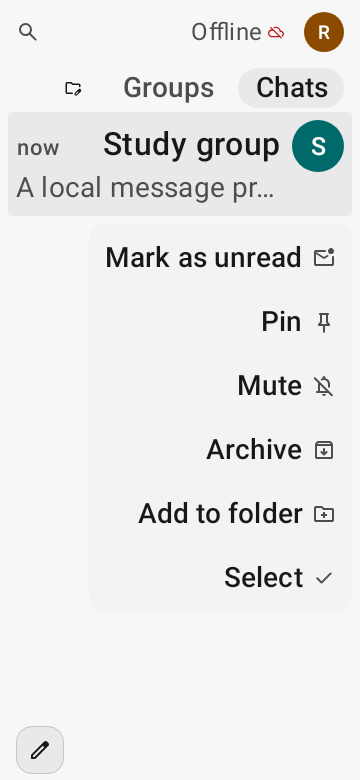 Offline
R
Groups
Chats
now
Study group
S
A local message pr…
Mark as unread
Pin
Mute
Archive
Add to folder
Select